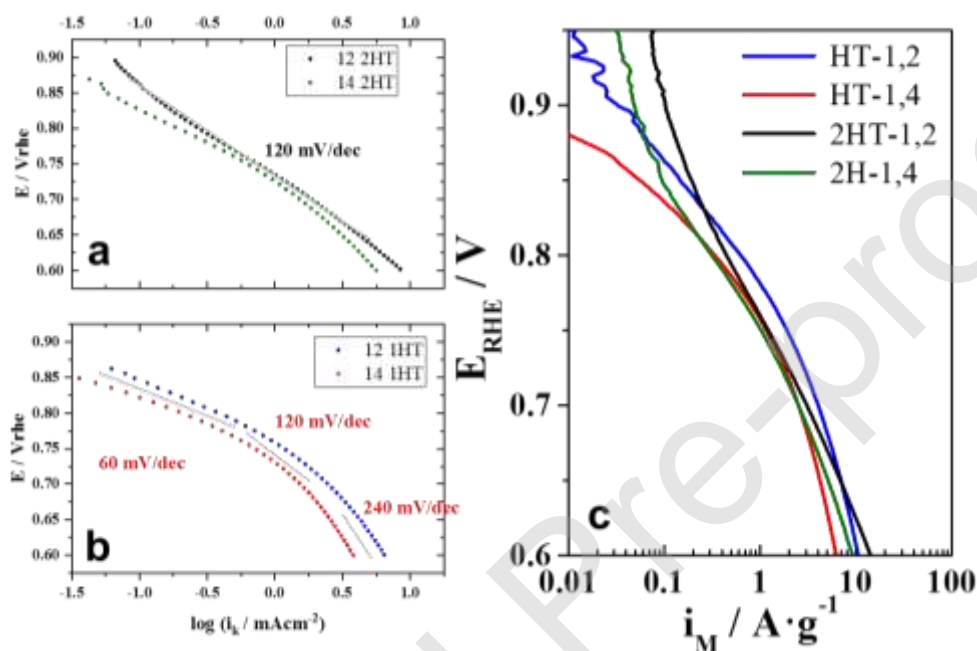 -1.5 -1.0 -0.5 0.0 0.5 1.0
0.90
0.85
0.80
0.75
0.70
0.65
0.60
E / Vrhe
12 2HT
14 2HT
120 mV/dec
a
0.90
0.85
0.80
0.75
0.70
0.65
0.60
E / Vrhe
12 1HT
14 1HT
120 mV/dec
60 mV/dec
240 mV/dec
b
-1.5 -1.0 -0.5 0.0 0.5 1.0
log (iₖ / mAcm⁻²)
E_RHE / V
0.9
0.8
0.7
0.6
HT-1,2
HT-1,4
2HT-1,2
2H-1,4
c
0.01 0.1 1 10 100
i_M / A·g⁻¹
Pre-pro